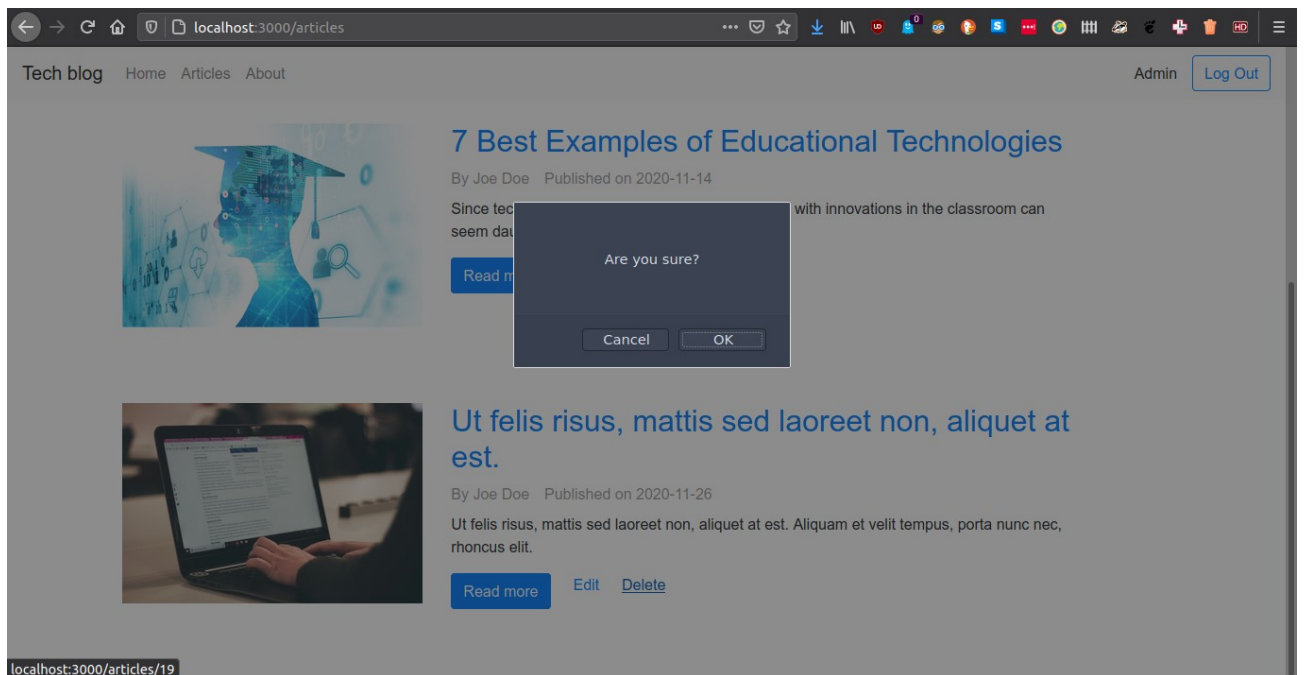 localhost:3000/articles
0
HD
Tech blog Home Articles About Admin Log Out
7 Best Examples of Educational Technologies
By Joe Doe Published on 2020-11-14
Since tec with innovations in the classroom can
seem dau
Are you sure?
Read m
Cancel OK
Ut felis risus, mattis sed laoreet non, aliquet at
est.
By Joe Doe Published on 2020-11-26
Ut felis risus, mattis sed laoreet non, aliquet at est. Aliquam et velit tempus, porta nunc nec,
rhoncus elit.
Read more Edit Delete
localhost:3000/articles/19